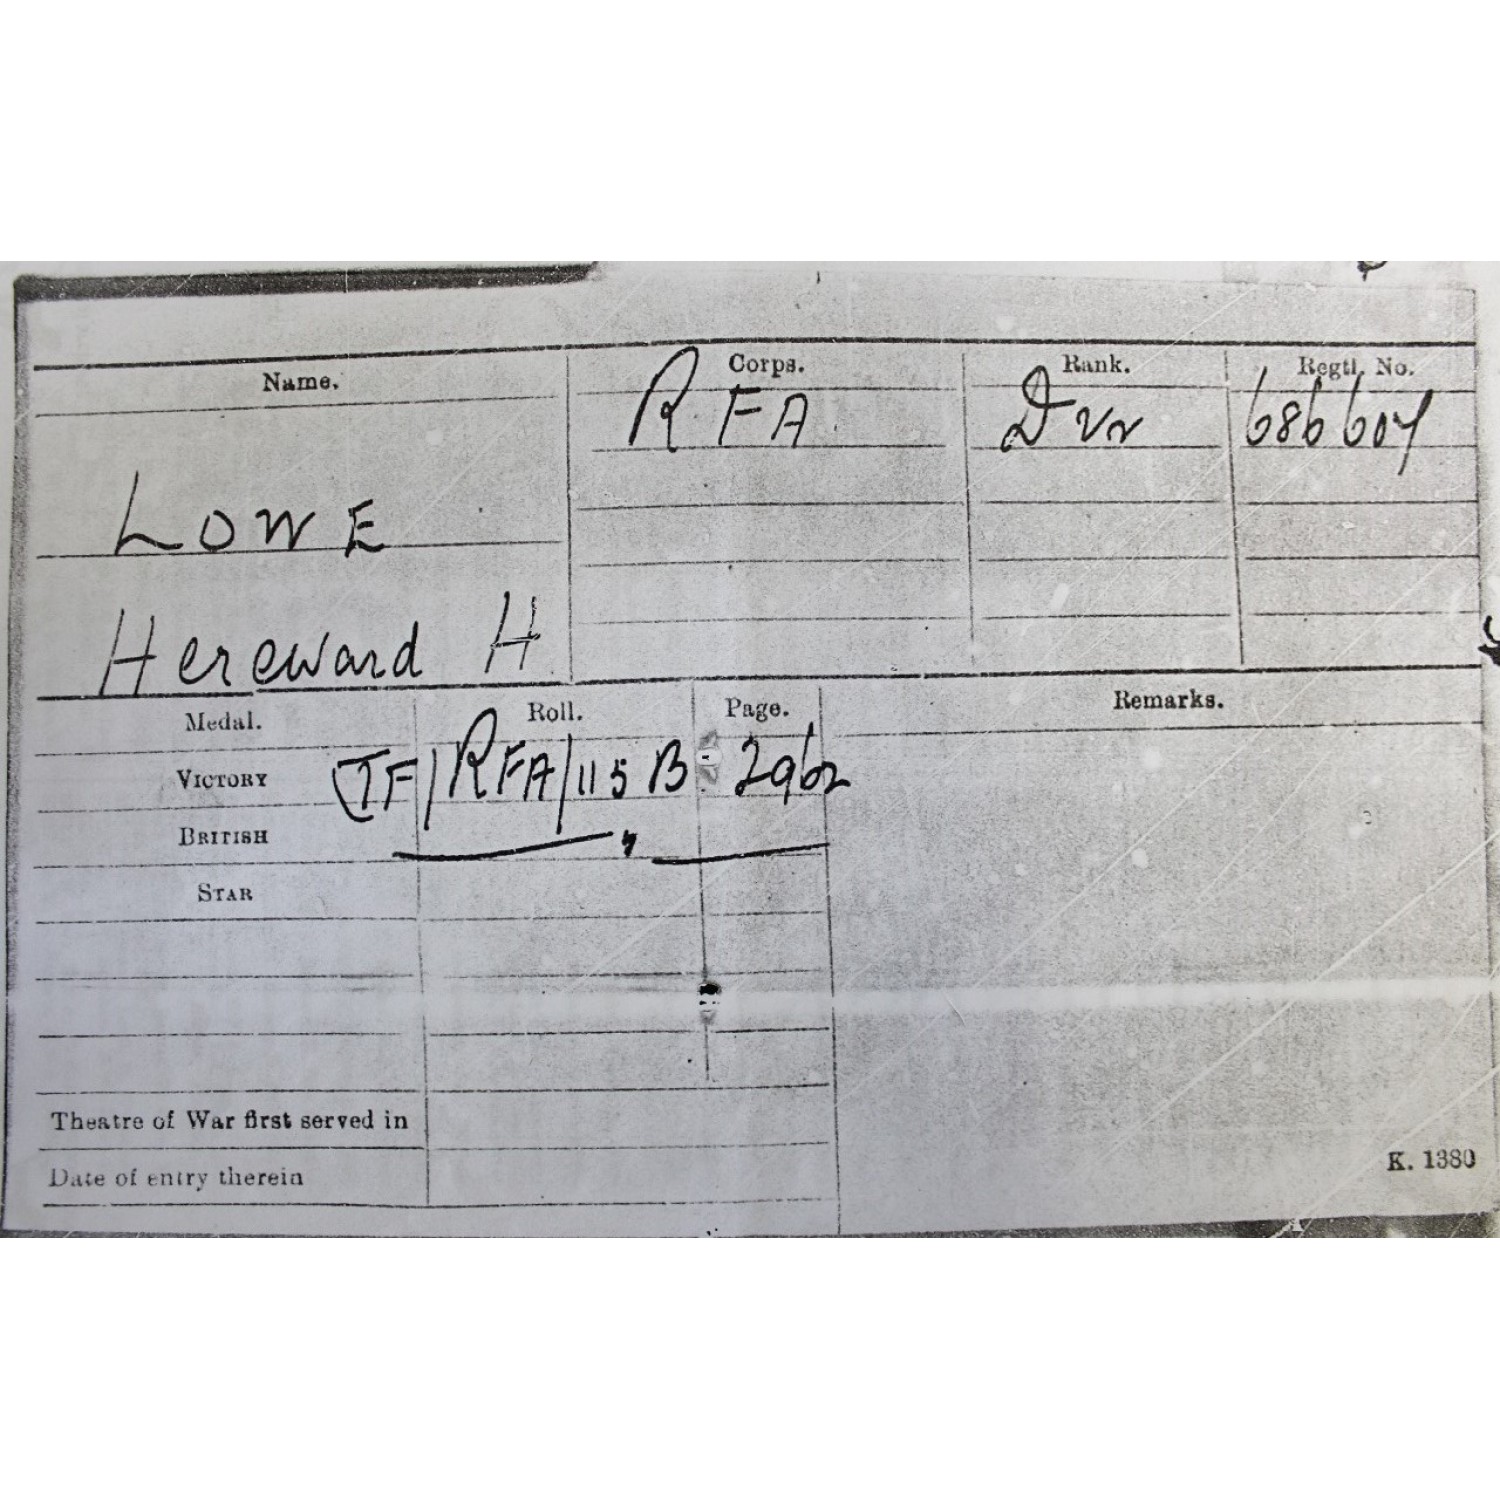 Name. Corps. Rank. Regtl. No.
RFA Dvr 686607
LOWE
Hereward H
Medal. Roll. Page. Remarks.
VICTORY TF/RFA/115 B 2962
BRITISH "
STAR
Theatre of War first served in
Date of entry therein
K. 1380